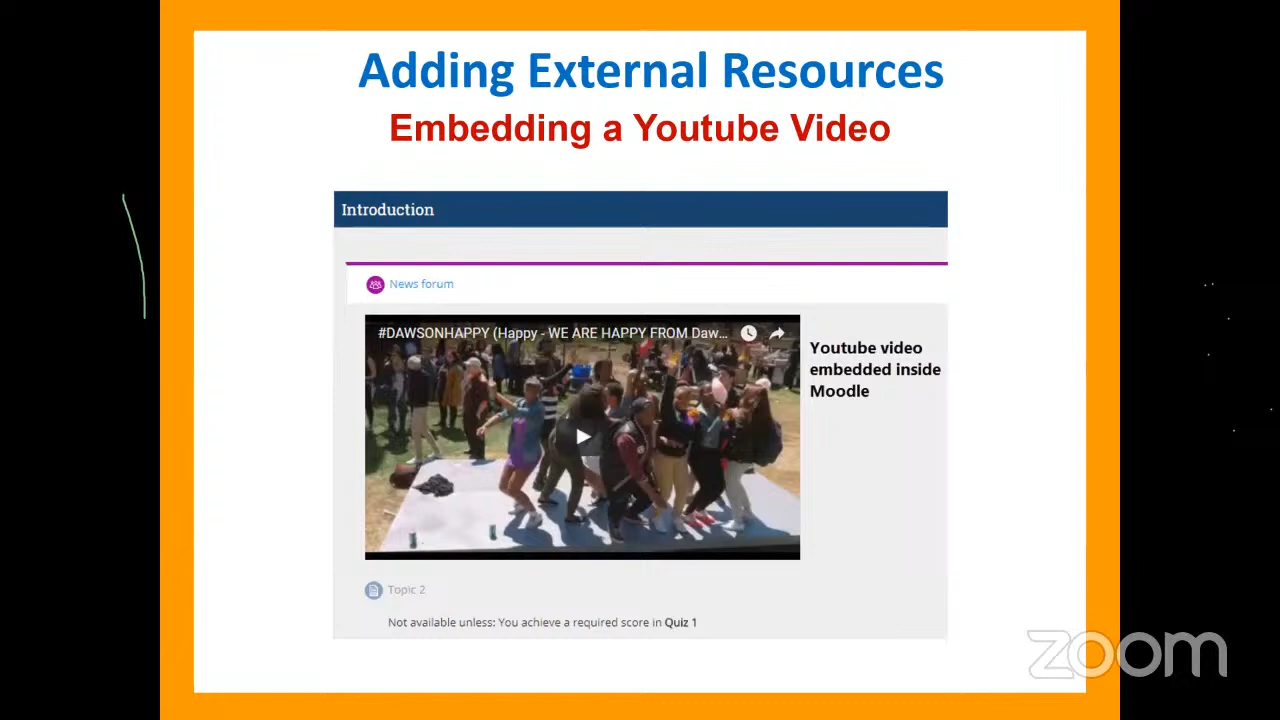 Adding External Resources
Embedding a Youtube Video
Introduction
News forum
#DAWSONHAPPY (Happy - WE ARE HAPPY FROM Daw...
Youtube video
embedded inside
Moodle
Topic 2
Not available unless: You achieve a required score in Quiz 1
zoom